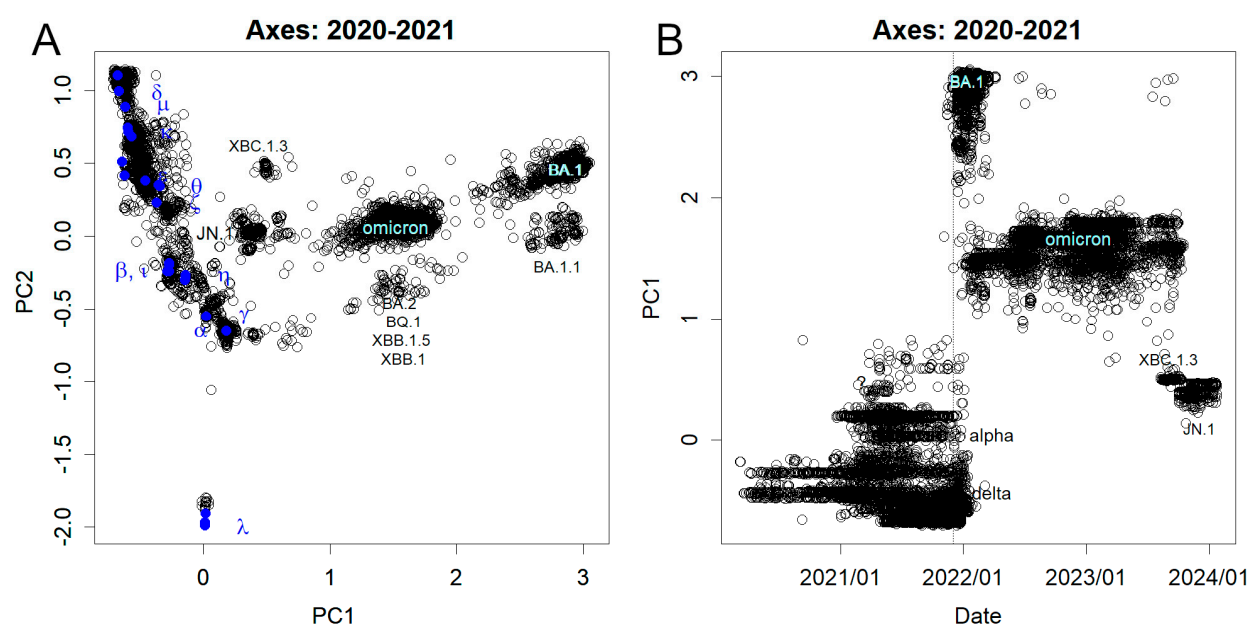 A
Axes: 2020-2021
PC2
1.0
0.5
0.0
-0.5
-1.0
-1.5
-2.0
δ
μ
κ
θ
XBC.1.3
BA.1
JN.1
omicron
β, ι
η
BA.1.1
BA.2
BQ.1
XBB.1.5
XBB.1
α
γ
λ
0
1
2
3
PC1
B
Axes: 2020-2021
PC1
3
2
1
0
BA.1
omicron
XBC.1.3
JN.1
?
alpha
delta
2021/01
2022/01
2023/01
2024/01
Date